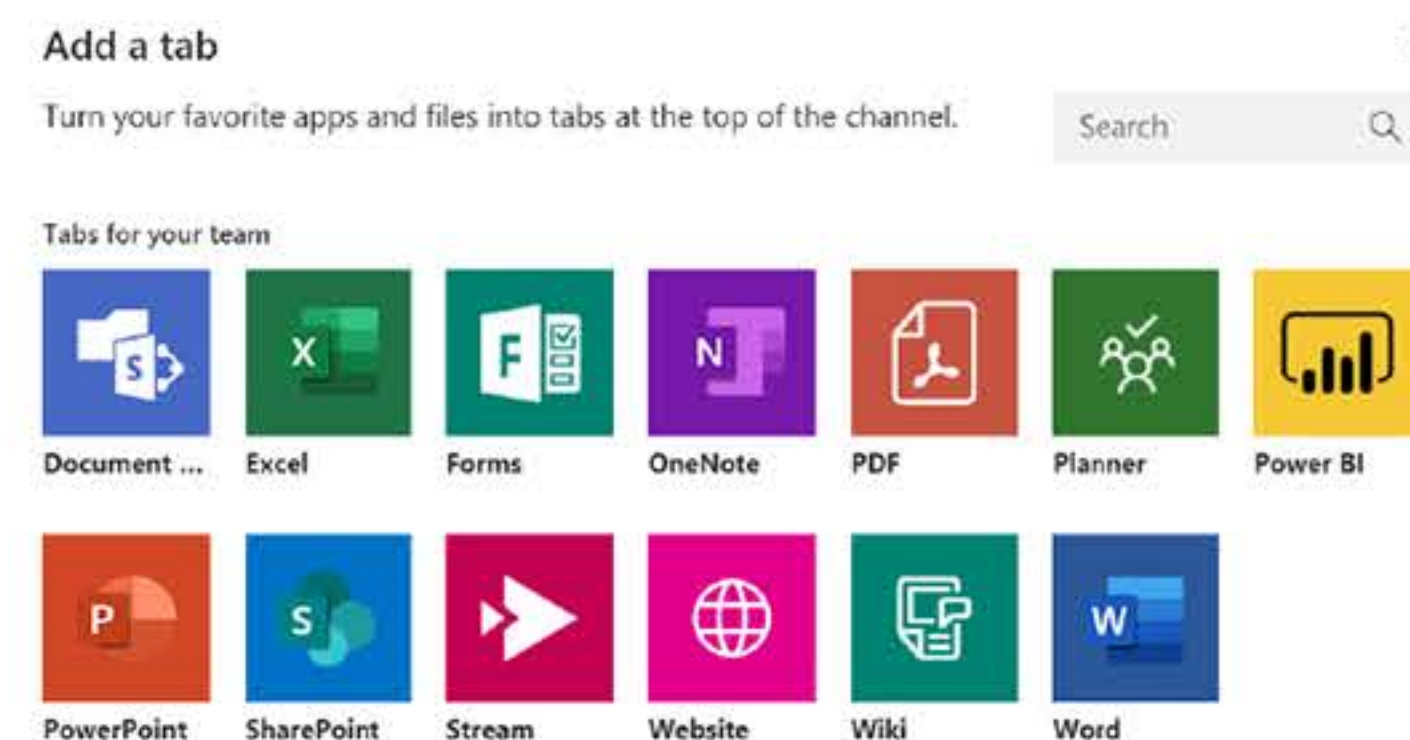 Add a tab
Turn your favorite apps and files into tabs at the top of the channel.
Search
Tabs for your team
S X F N
Document ... Excel Forms OneNote PDF Planner Power BI
P S W
PowerPoint SharePoint Stream Website Wiki Word